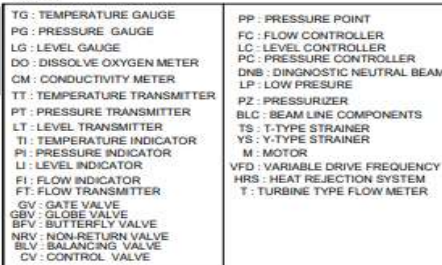 TG : TEMPERATURE GAUGE
PG : PRESSURE GAUGE
LG : LEVEL GAUGE
DO : DISSOLVE OXYGEN METER
CM : CONDUCTIVITY METER
TT : TEMPERATURE TRANSMITTER
PT : PRESSURE TRANSMITTER
LT : LEVEL TRANSMITTER
TI : TEMPERATURE INDICATOR
PI : PRESSURE INDICATOR
LI : LEVEL INDICATOR
FI : FLOW INDICATOR
FT: FLOW TRANSMITTER
GV : GATE VALVE
GBV : GLOBE VALVE
BFV : BUTTERFLY VALVE
NRV : NON-RETURN VALVE
BLV : BALANCING VALVE
CV : CONTROL VALVE
PP : PRESSURE POINT
FC : FLOW CONTROLLER
LC : LEVEL CONTROLLER
PC : PRESSURE CONTROLLER
DNB : DINGNOSTIC NEUTRAL BEAM
LP : LOW PRESURE
PZ : PRESSURIZER
BLC : BEAM LINE COMPONENTS
TS : T-TYPE STRAINER
YS : Y-TYPE STRAINER
M : MOTOR
VFD : VARIABLE DRIVE FREQUENCY
HRS : HEAT REJECTION SYSTEM
T : TURBINE TYPE FLOW METER